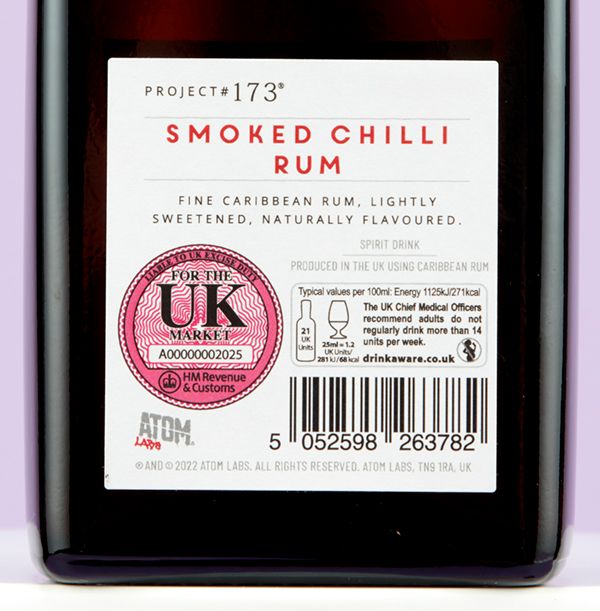 PROJECT#173®
SMOKED CHILLI
RUM
FINE CARIBBEAN RUM, LIGHTLY
SWEETENED, NATURALLY FLAVOURED.
SPIRIT DRINK
PRODUCED IN THE UK USING CARIBBEAN RUM
LIABLE TO UK EXCISE DUTY
FOR THE
UK
MARKET
A00000002025
HM Revenue
& Customs
Typical values per 100ml: Energy 1125kJ/271kcal
21
UK
Units
25ml = 1.2
UK Units/
281 kJ/68 kcal
The UK Chief Medical Officers
recommend adults do not
regularly drink more than 14
units per week.
drinkaware.co.uk
ATOM
LABS
5 052598 263782
® AND © 2022 ATOM LABS. ALL RIGHTS RESERVED. ATOM LABS, TN9 1RA, UK